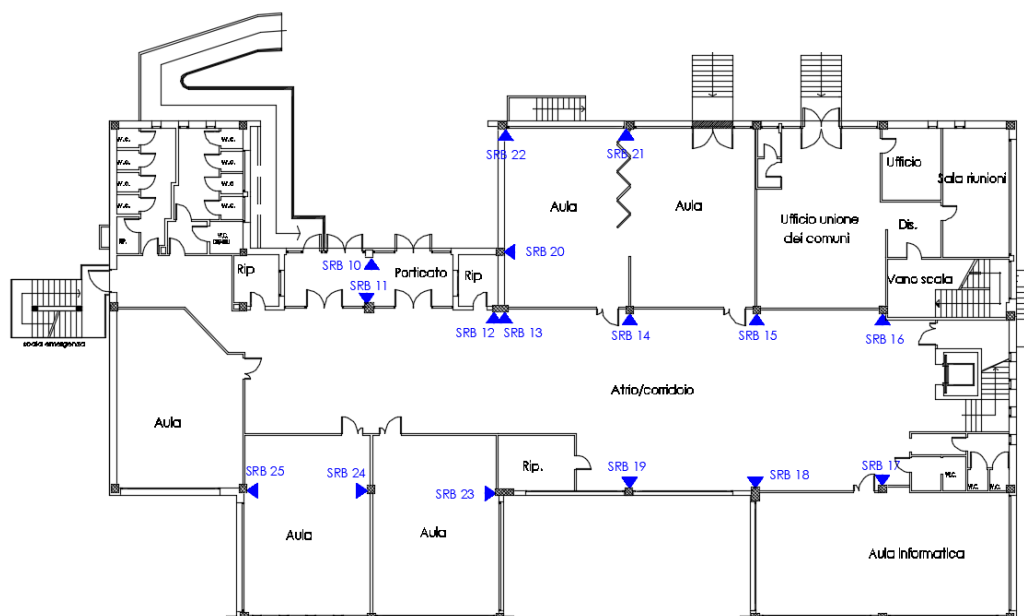 w.c.
w.c.
w.c.
w.c
w.c.
w.c.
w.c.
w.c.
SRB 22
SRB 21
Ufficio
Sala riunioni
Aula
Aula
Ufficio unione
dei comuni
Dis.
RIP.
W.C.
DISABILI
SRB 20
Rip
SRB 10
Porticato
Rip
SRB 11
Vano scala
SRB 12
SRB 13
SRB 14
SRB 15
SRB 16
scala emergenza
Atrio/corridoio
Aula
SRB 25
SRB 24
Rip.
SRB 19
SRB 18
SRB 17
SRB 23
w.c.
w.c.
w.c.
Aula
Aula
Aula informatica